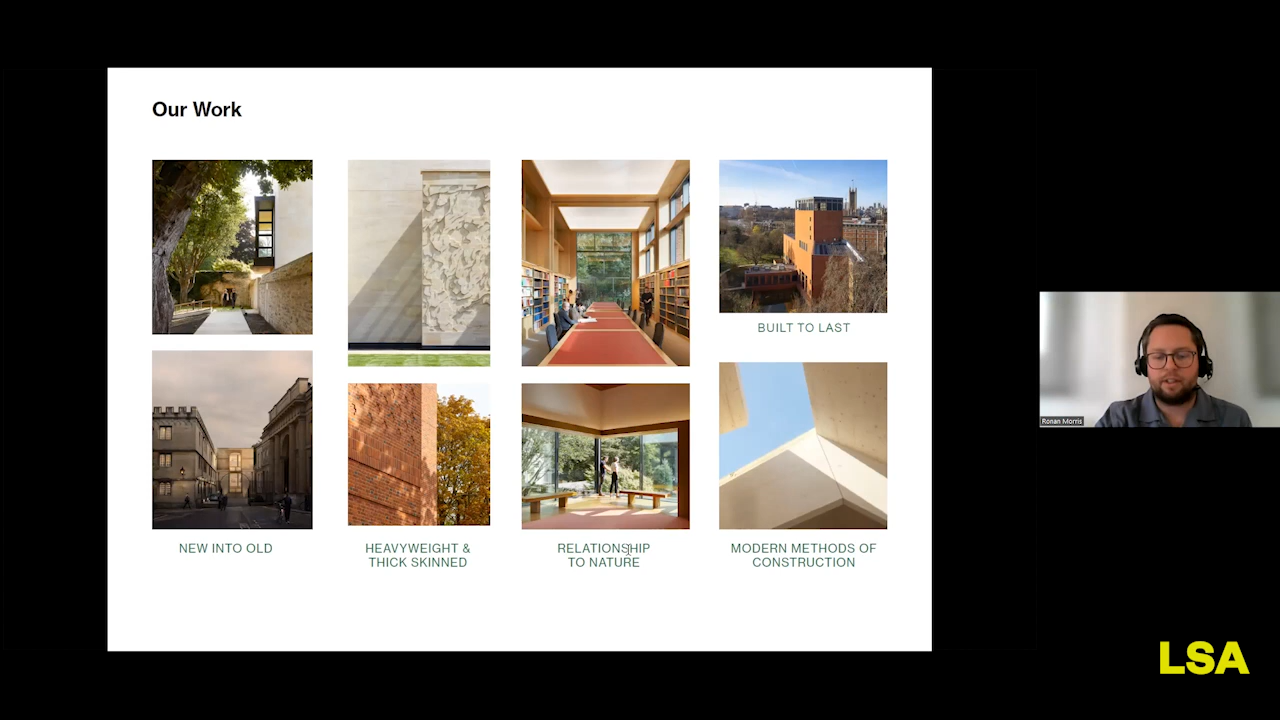 Our Work
BUILT TO LAST
NEW INTO OLD
HEAVYWEIGHT &
THICK SKINNED
RELATIONSHIP
TO NATURE
MODERN METHODS OF
CONSTRUCTION
Ronan Morris
LSA